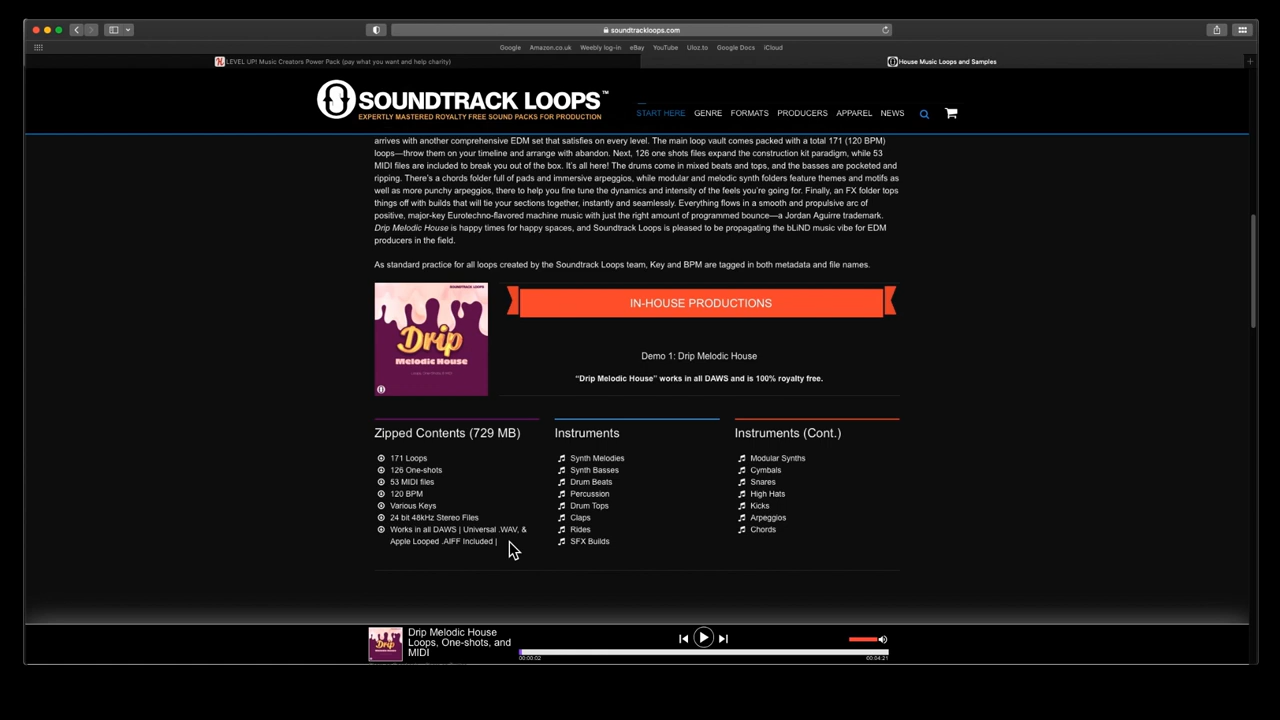 soundtrackloops.com
Google Amazon.co.uk Weebly log-in eBay YouTube Uloz.to Google Docs iCloud
LEVEL UP! Music Creators Power Pack (pay what you want and help charity)
House Music Loops and Samples
SOUNDTRACK LOOPS™
EXPERTLY MASTERED ROYALTY FREE SOUND PACKS FOR PRODUCTION
START HERE GENRE FORMATS PRODUCERS APPAREL NEWS
arrives with another comprehensive EDM set that satisfies on every level. The main loop vault comes packed with a total 171 (120 BPM)
loops—throw them on your timeline and arrange with abandon. Next, 126 one shots files expand the construction kit paradigm, while 53
MIDI files are included to break you out of the box. It's all here! The drums come in mixed beats and tops, and the basses are pocketed and
ripping. There's a chords folder full of pads and immersive arpeggios, while modular and melodic synth folders feature themes and motifs as
well as more punchy arpeggios, there to help you fine tune the dynamics and intensity of the feels you're going for. Finally, an FX folder tops
things off with builds that will tie your sections together, instantly and seamlessly. Everything flows in a smooth and propulsive arc of
positive, major-key Eurotechno-flavored machine music with just the right amount of programmed bounce—a Jordan Aguirre trademark.
Drip Melodic House is happy times for happy spaces, and Soundtrack Loops is pleased to be propagating the bLiND music vibe for EDM
producers in the field.
As standard practice for all loops created by the Soundtrack Loops team, Key and BPM are tagged in both metadata and file names.
SOUNDTRACK LOOPS
Drip
Melodic House
IN-HOUSE PRODUCTIONS
Demo 1: Drip Melodic House
“Drip Melodic House” works in all DAWS and is 100% royalty free.
Zipped Contents (729 MB)
171 Loops
126 One-shots
53 MIDI files
120 BPM
Various Keys
24 bit 48kHz Stereo Files
Works in all DAWS | Universal .WAV, &
Apple Looped .AIFF Included |
Instruments
Synth Melodies
Synth Basses
Drum Beats
Percussion
Drum Tops
Claps
Rides
SFX Builds
Instruments (Cont.)
Modular Synths
Cymbals
Snares
High Hats
Kicks
Arpeggios
Chords
Drip
Drip Melodic House
Loops, One-shots, and
MIDI
00:00:02
00:04:21